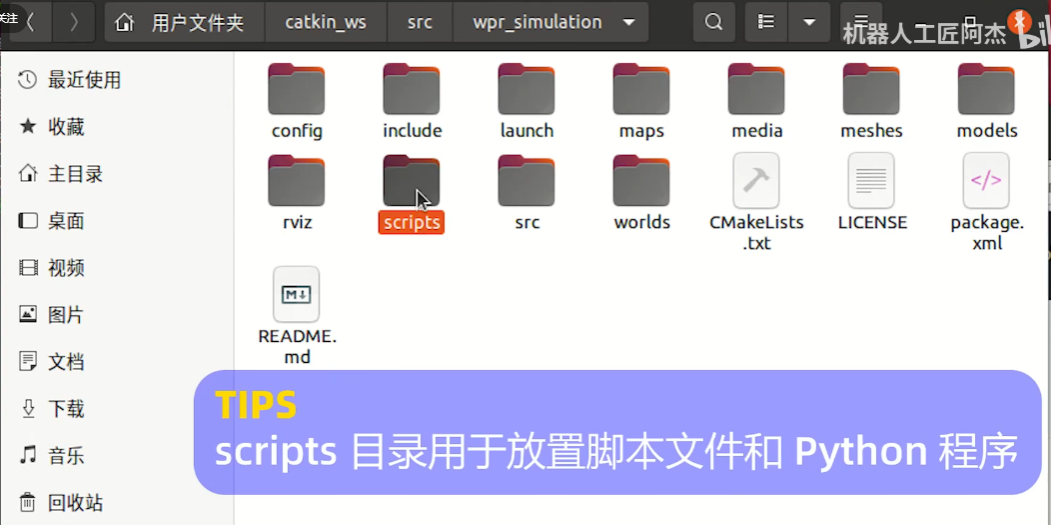 关注
用户文件夹 catkin_ws src wpr_simulation
机器人工匠阿杰
最近使用
收藏
主目录
桌面
视频
图片
文档
下载
音乐
回收站
config include launch maps media meshes models
rviz scripts src worlds CMakeLists
.txt LICENSE package.
xml
README.
md
TIPS
scripts 目录用于放置脚本文件和 Python 程序